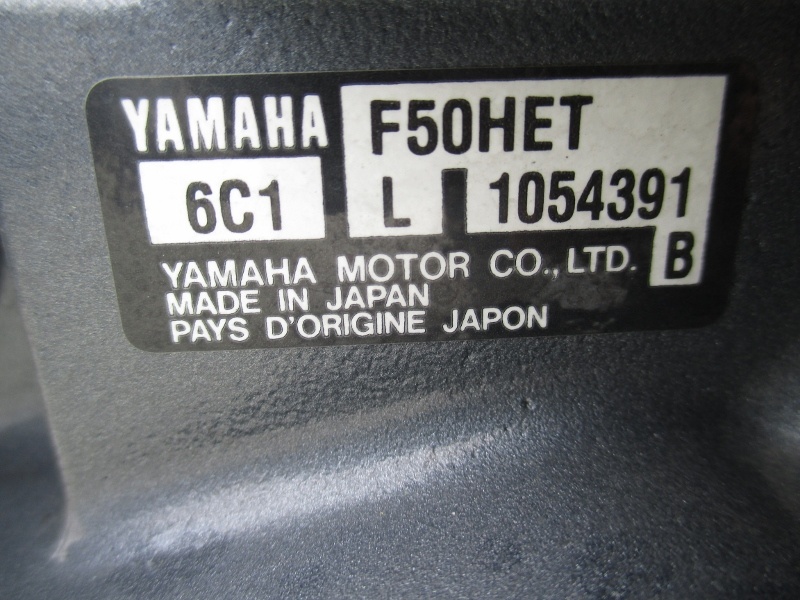 YAMAHA F50HET
6C1 L 1054391
YAMAHA MOTOR CO., LTD. B
MADE IN JAPAN
PAYS D'ORIGINE JAPON